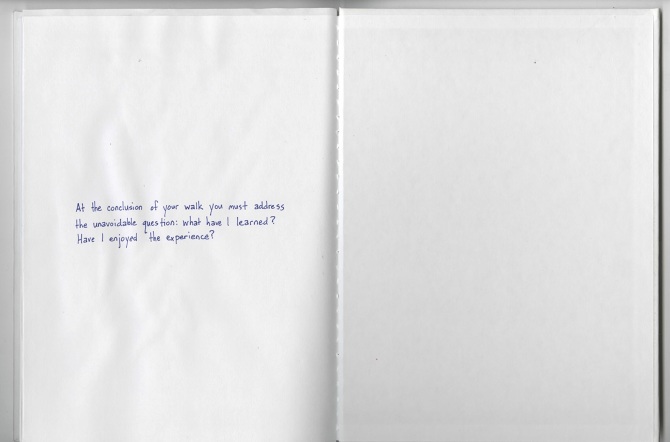 At the conclusion of your walk you must address
the unavoidable question: what have I learned?
Have I enjoyed the experience?